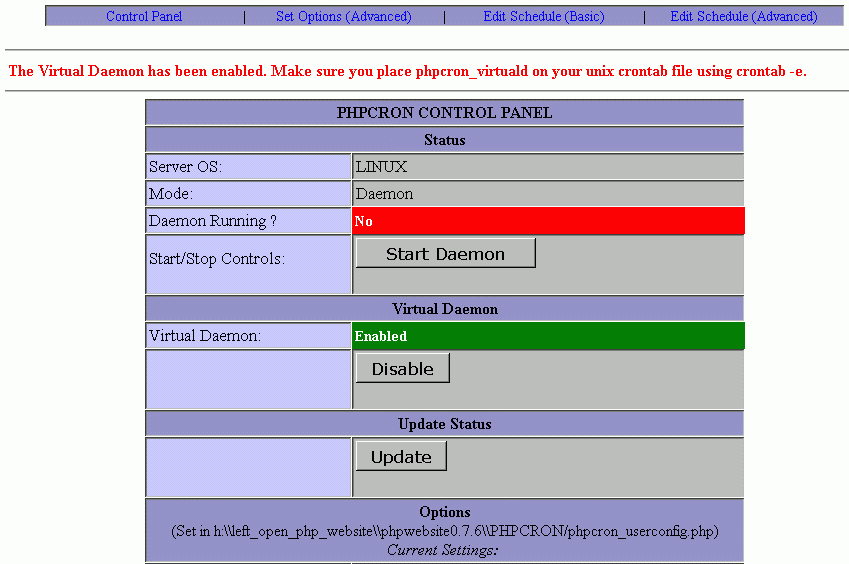 Control Panel | Set Options (Advanced) | Edit Schedule (Basic) | Edit Schedule (Advanced)
The Virtual Daemon has been enabled. Make sure you place phpcron_virtuald on your unix crontab file using crontab -e.
PHPCRON CONTROL PANEL
Status
Server OS: LINUX
Mode: Daemon
Daemon Running ? No
Start/Stop Controls: Start Daemon
Virtual Daemon
Virtual Daemon: Enabled
Disable
Update Status
Update
Options
(Set in h:\\left_open_php_website\\phpwebsite0.7.6\\PHPCRON/phpcron_userconfig.php)
Current Settings: